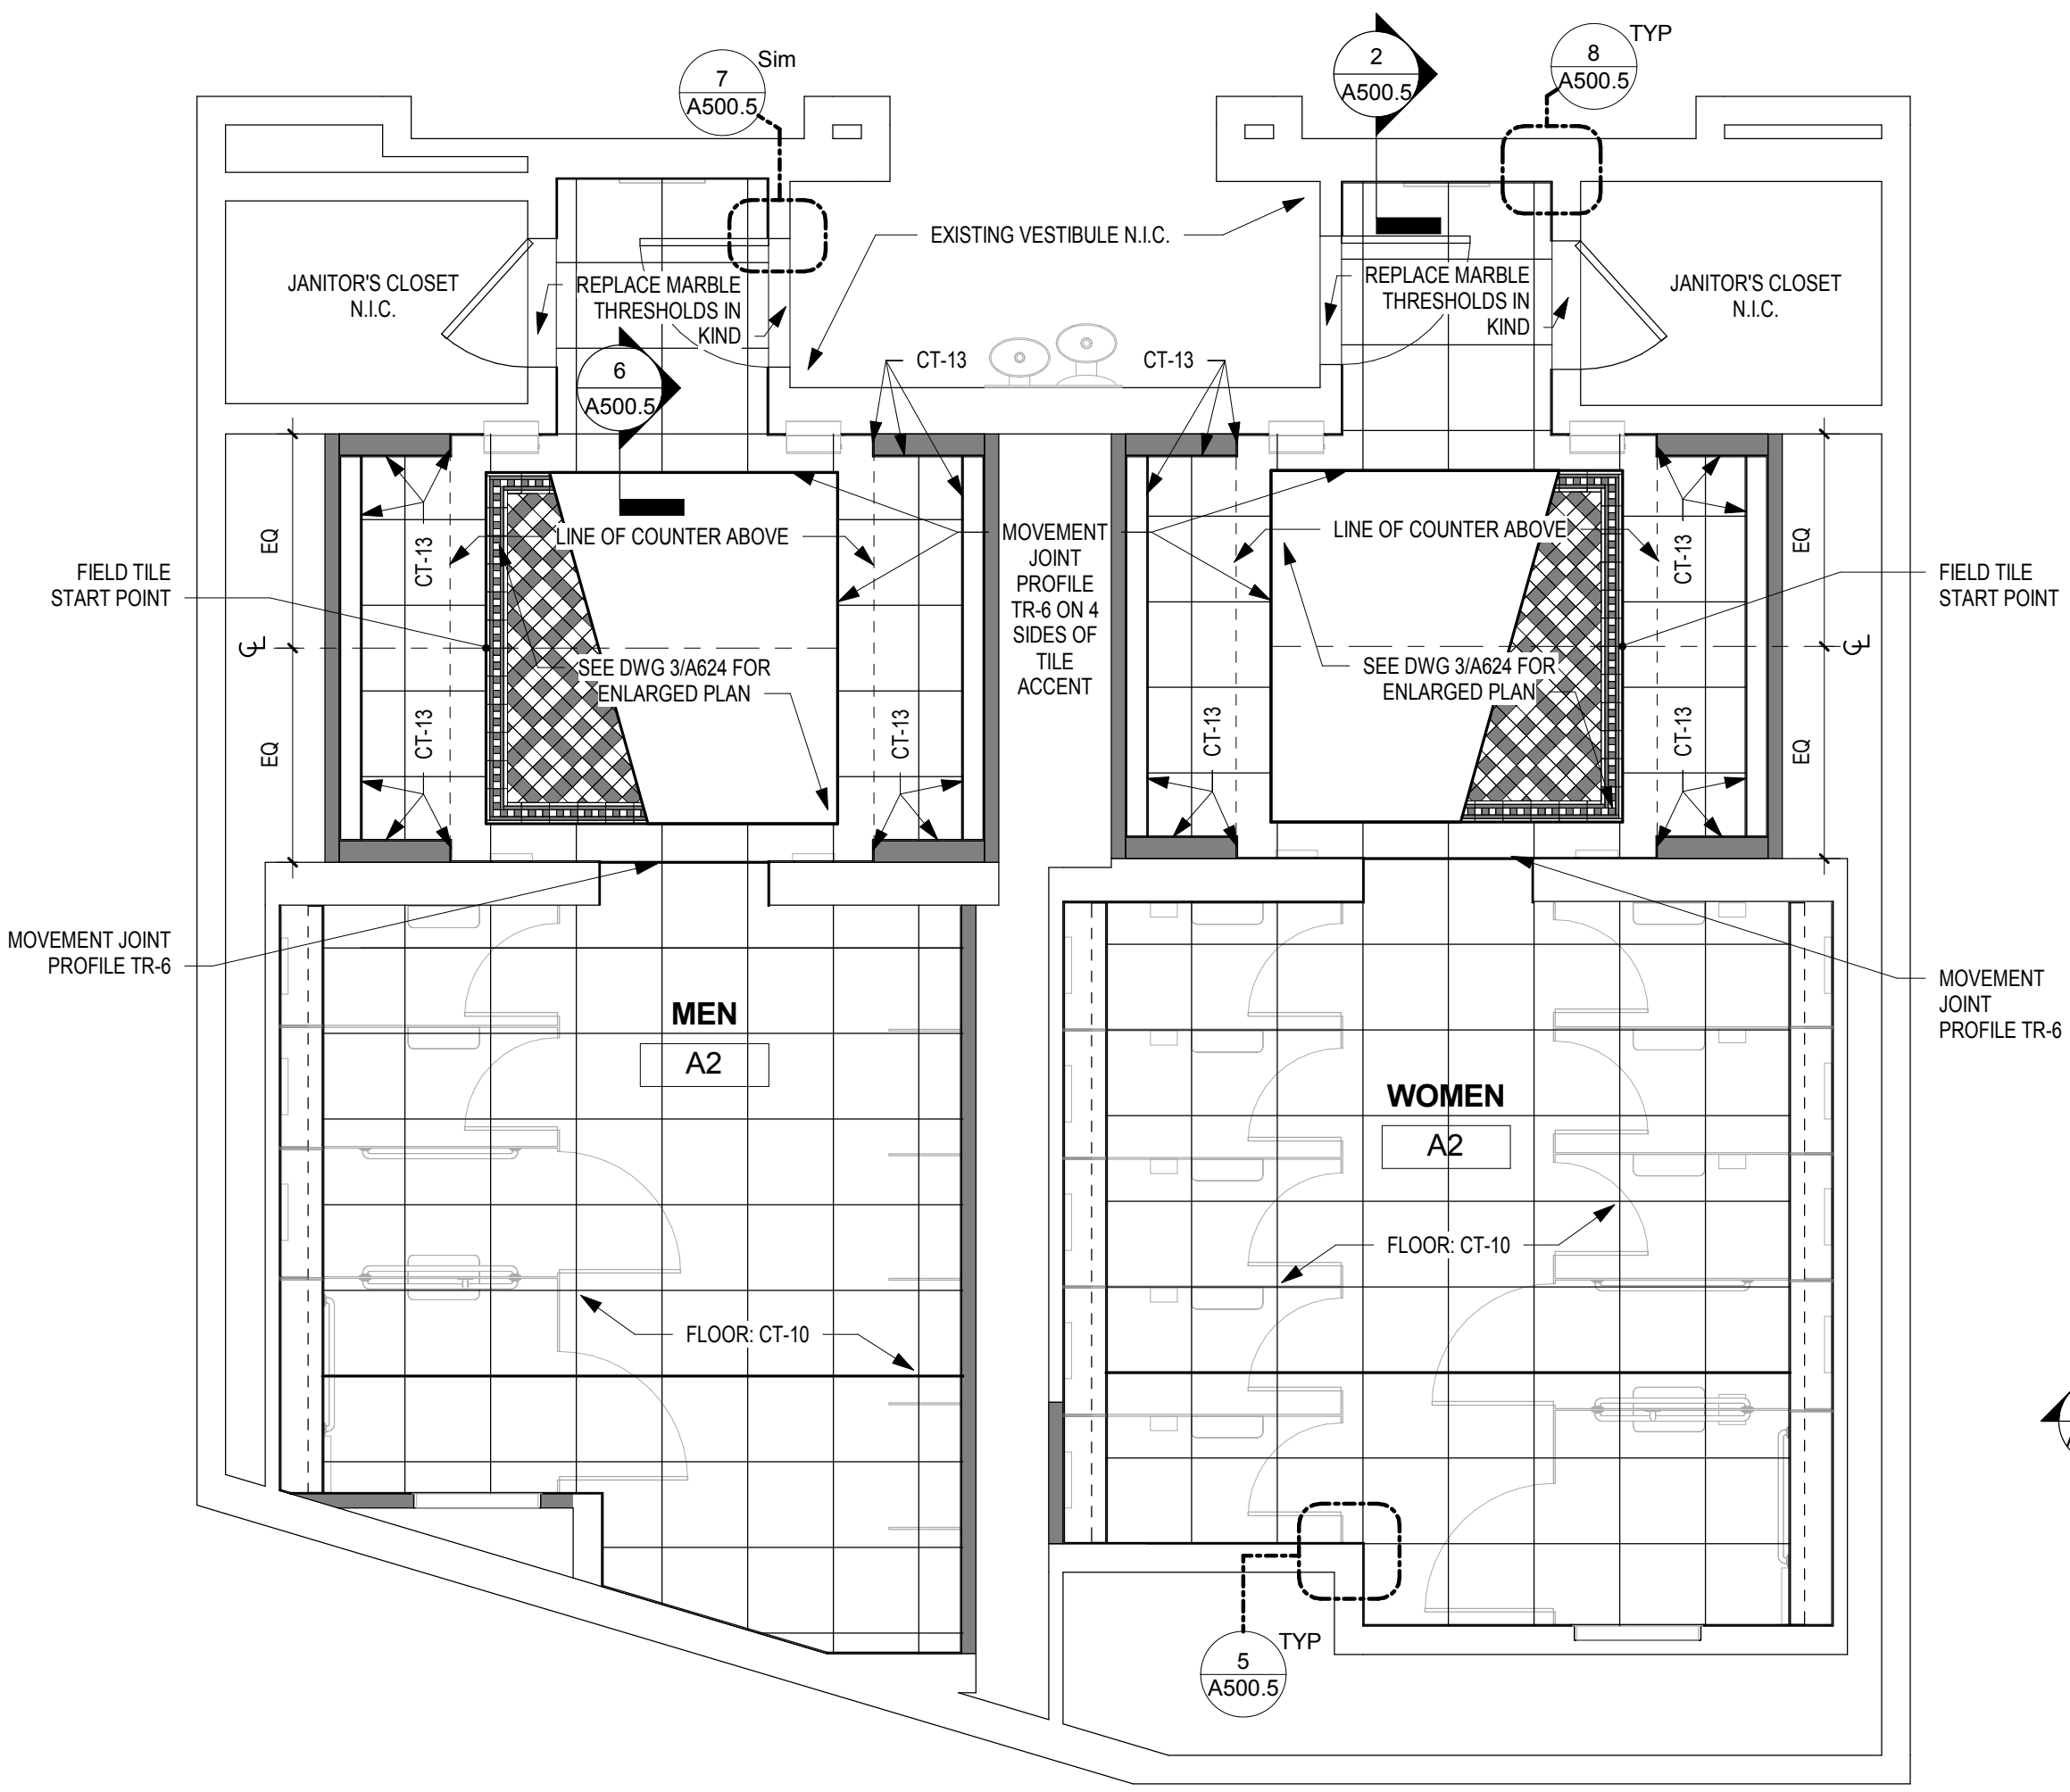 7
A500.5
Sim
2
A500.5
8
A500.5
TYP
JANITOR'S CLOSET
N.I.C.
REPLACE MARBLE
THRESHOLDS IN
KIND
EXISTING VESTIBULE N.I.C.
REPLACE MARBLE
THRESHOLDS IN
KIND
JANITOR'S CLOSET
N.I.C.
6
A500.5
CT-13
CT-13
EQ
CT-13
LINE OF COUNTER ABOVE
MOVEMENT
JOINT
PROFILE
TR-6 ON 4
SIDES OF
TILE
ACCENT
LINE OF COUNTER ABOVE
CT-13
EQ
FIELD TILE
START POINT
FIELD TILE
START POINT
CL
CL
SEE DWG 3/A624 FOR
ENLARGED PLAN
SEE DWG 3/A624 FOR
ENLARGED PLAN
EQ
CT-13
CT-13
CT-13
CT-13
EQ
MOVEMENT JOINT
PROFILE TR-6
MOVEMENT
JOINT
PROFILE TR-6
MEN
A2
WOMEN
A2
FLOOR: CT-10
FLOOR: CT-10
5
A500.5
TYP